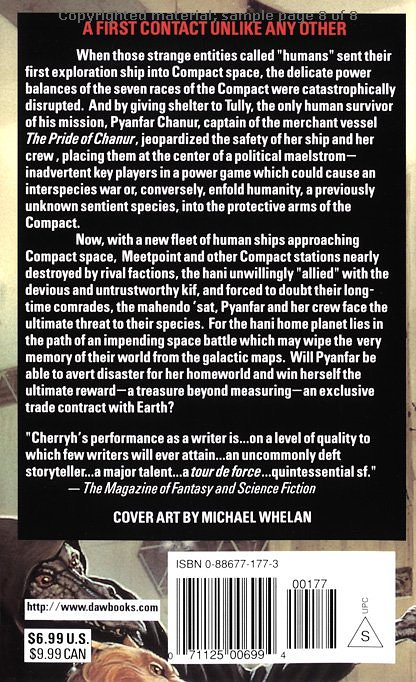 Copyrighted material, sample page 8 of 8
A FIRST CONTACT UNLIKE ANY OTHER
When those strange entities called "humans" sent their
first exploration ship into Compact space, the delicate power
balances of the seven races of the Compact were catastrophically
disrupted. And by giving shelter to Tully, the only human survivor
of his mission, Pyanfar Chanur, captain of the merchant vessel
The Pride of Chanur, jeopardized the safety of her ship and her
crew , placing them at the center of a political maelstrom—
inadvertent key players in a power game which could cause an
interspecies war or, conversely, enfold humanity, a previously
unknown sentient species, into the protective arms of the
Compact.
Now, with a new fleet of human ships approaching
Compact space, Meetpoint and other Compact stations nearly
destroyed by rival factions, the hani unwillingly "allied" with the
devious and untrustworthy kif, and forced to doubt their long-
time comrades, the mahendo 'sat, Pyanfar and her crew face the
ultimate threat to their species. For the hani home planet lies in
the path of an impending space battle which may wipe the very
memory of their world from the galactic maps. Will Pyanfar be
able to avert disaster for her homeworld and win herself the
ultimate reward—a treasure beyond measuring—an exclusive
trade contract with Earth?
"Cherryh's performance as a writer is...on a level of quality to
which few writers will ever attain...an uncommonly deft
storyteller...a major talent...a tour de force...quintessential sf."
— The Magazine of Fantasy and Science Fiction
COVER ART BY MICHAEL WHELAN
ISBN 0-88677-177-3
00177
http://www.dawbooks.com
UPC
S
$6.99 U.S.
$9.99 CAN
0 71125 00699 4